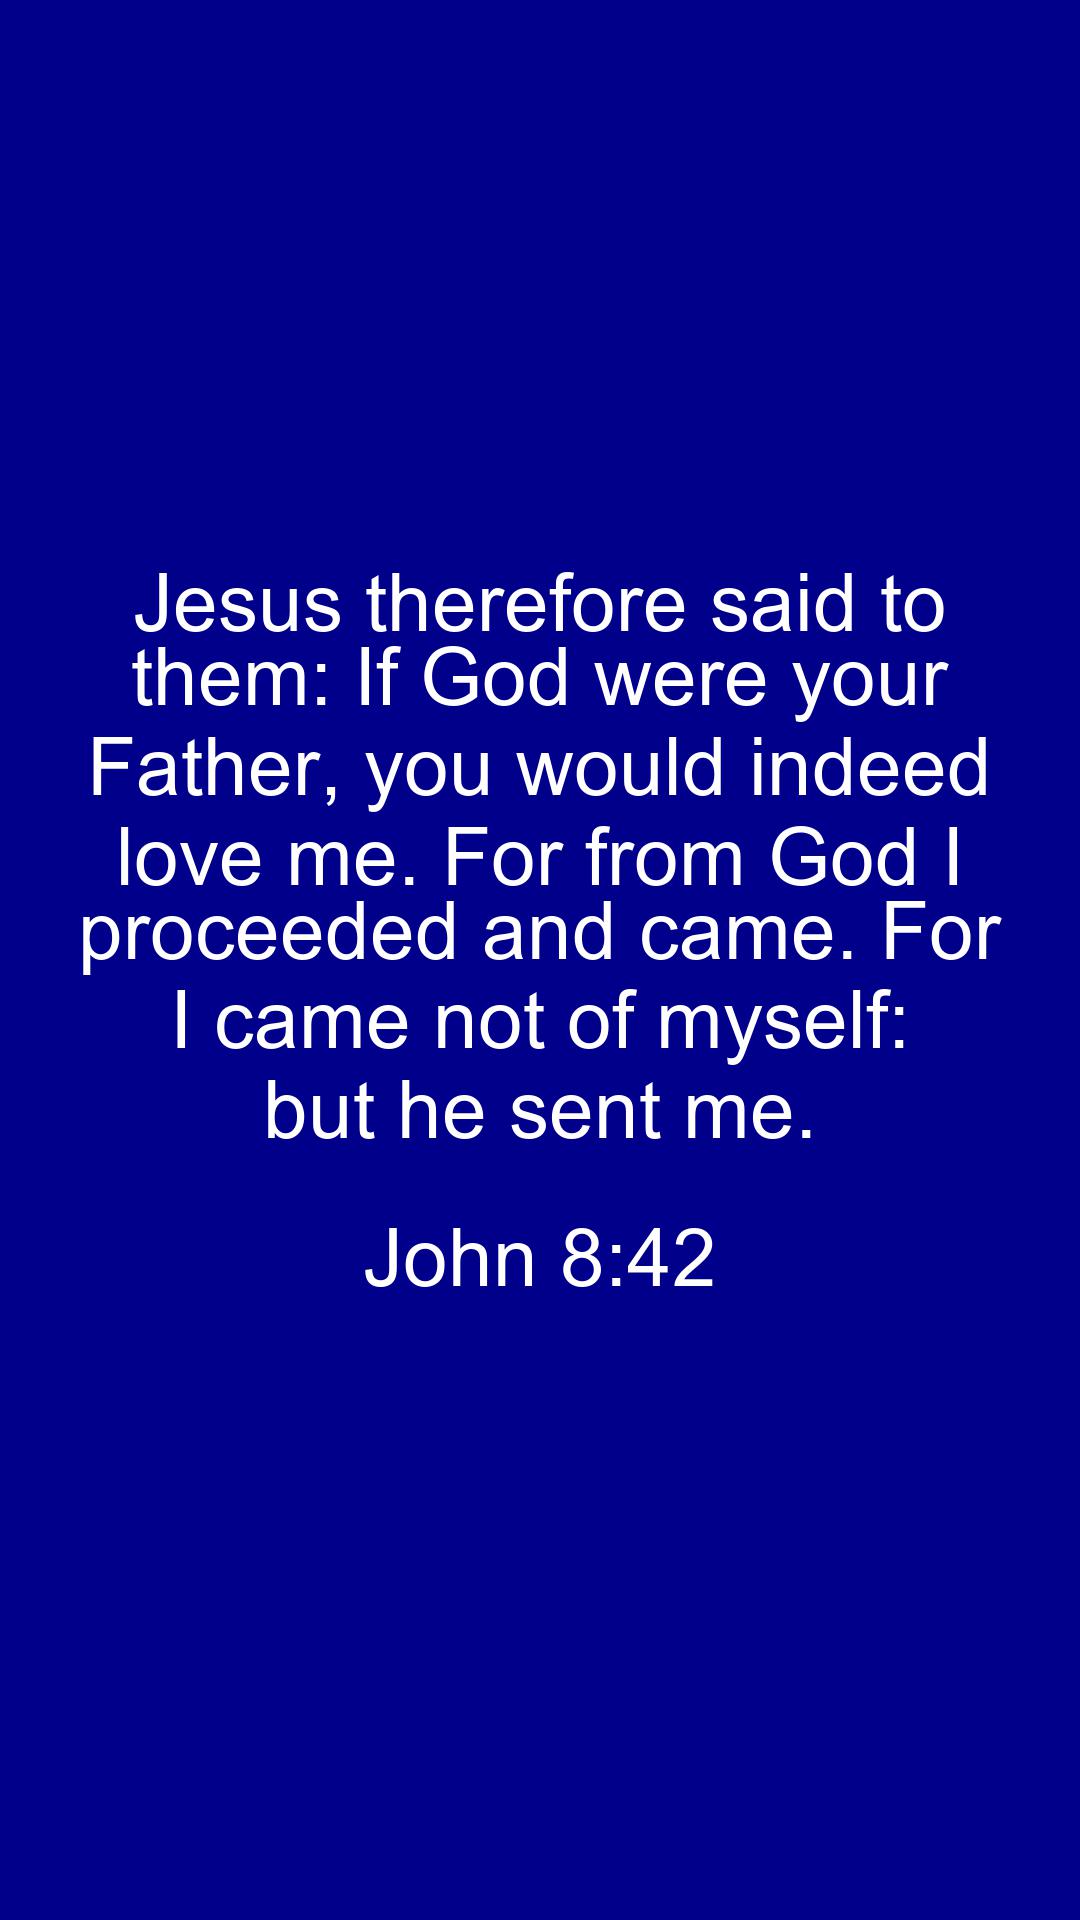 Jesus therefore said to
them: If God were your
Father, you would indeed
love me. For from God I
proceeded and came. For
I came not of myself:
but he sent me.
John 8:42